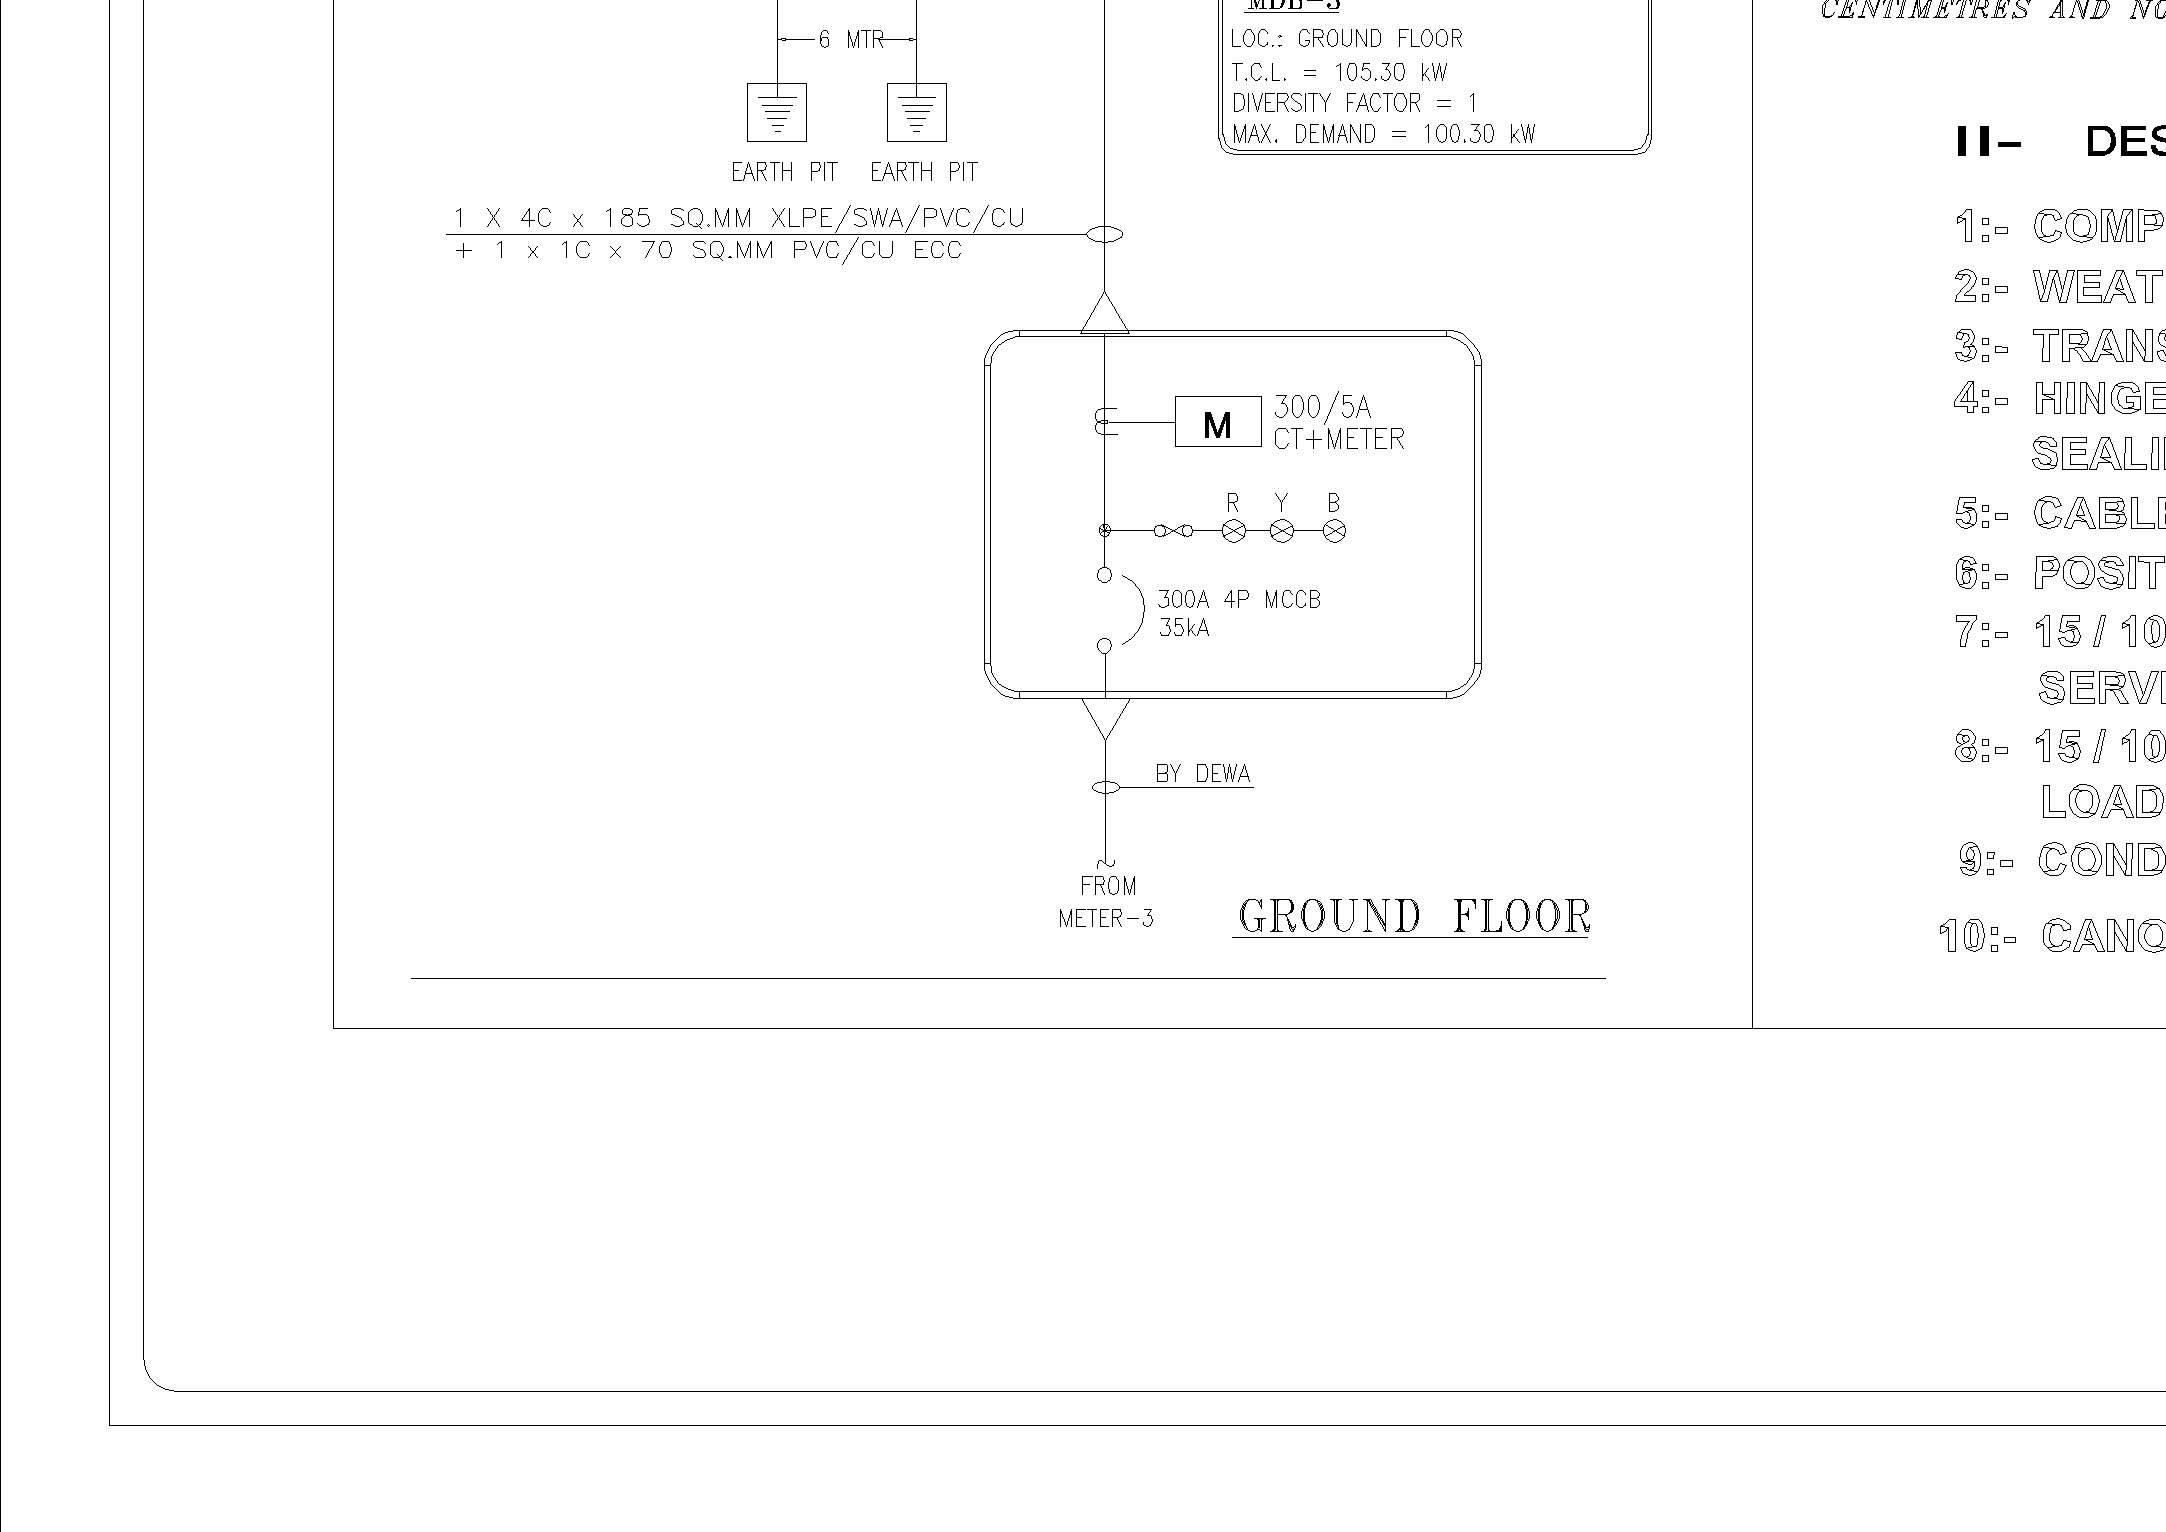 MDB-3
LOC.: GROUND FLOOR
T.C.L. = 105.30 kW
DIVERSITY FACTOR = 1
MAX. DEMAND = 100.30 kW
6 MTR
EARTH PIT EARTH PIT
1 X 4C x 185 SQ.MM XLPE/SWA/PVC/CU
+ 1 x 1C x 70 SQ.MM PVC/CU ECC
M
300/5A
CT+METER
R Y B
300A 4P MCCB
35kA
BY DEWA
FROM
METER-3
GROUND FLOOR
CENTIMETRES AND NO
II- DES
1:- COMP
2:- WEAT
3:- TRANS
4:- HINGE
SEALI
5:- CABLE
6:- POSIT
7:- 15 / 10
SERVI
8:- 15 / 10
LOAD
9:- COND
10:- CANO